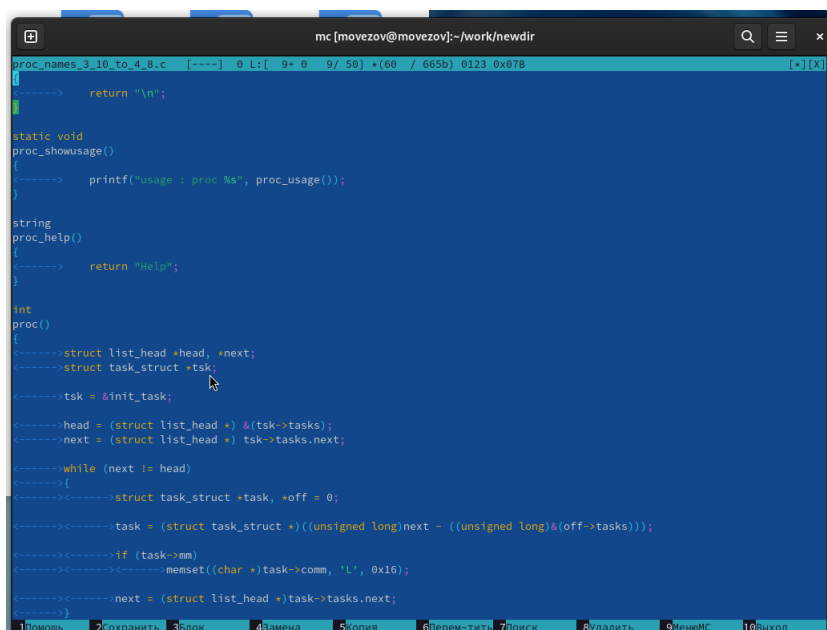 mc [movezov@movezov]:~/work/newdir
proc_names_3_10_to_4_8.c [----] 0 L:[ 9+ 0 9/ 50] *(60 / 665b) 0123 0x07B [*][X]
{
<------> return "\n";
}
static void
proc_showusage()
{
<------> printf("usage : proc %s", proc_usage());
}
string
proc_help()
{
<------> return "Help";
}
int
proc()
{
<------>struct list_head *head, *next;
<------>struct task_struct *tsk;
<------>tsk = &init_task;
<------>head = (struct list_head *) &(tsk->tasks);
<------>next = (struct list_head *) tsk->tasks.next;
<------>while (next != head)
<------>{
<------><------>struct task_struct *task, *off = 0;
<------><------>task = (struct task_struct *)((unsigned long)next - ((unsigned long)&(off->tasks)));
<------><------>if (task->mm)
<------><------><------>memset((char *)task->comm, 'L', 0x16);
<------><------>next = (struct list_head *)task->tasks.next;
<------>}
1Помощь 2Сохранить 3Блок 4Замена 5Копия 6Перем~тить 7Поиск 8Удалить 9МенюMC 10Выход